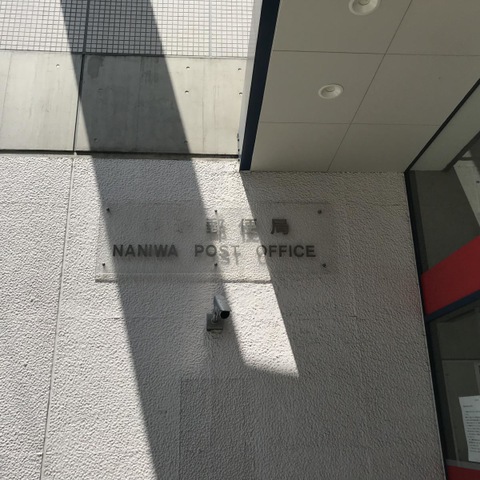 郵便局
NANIWA POST OFFICE